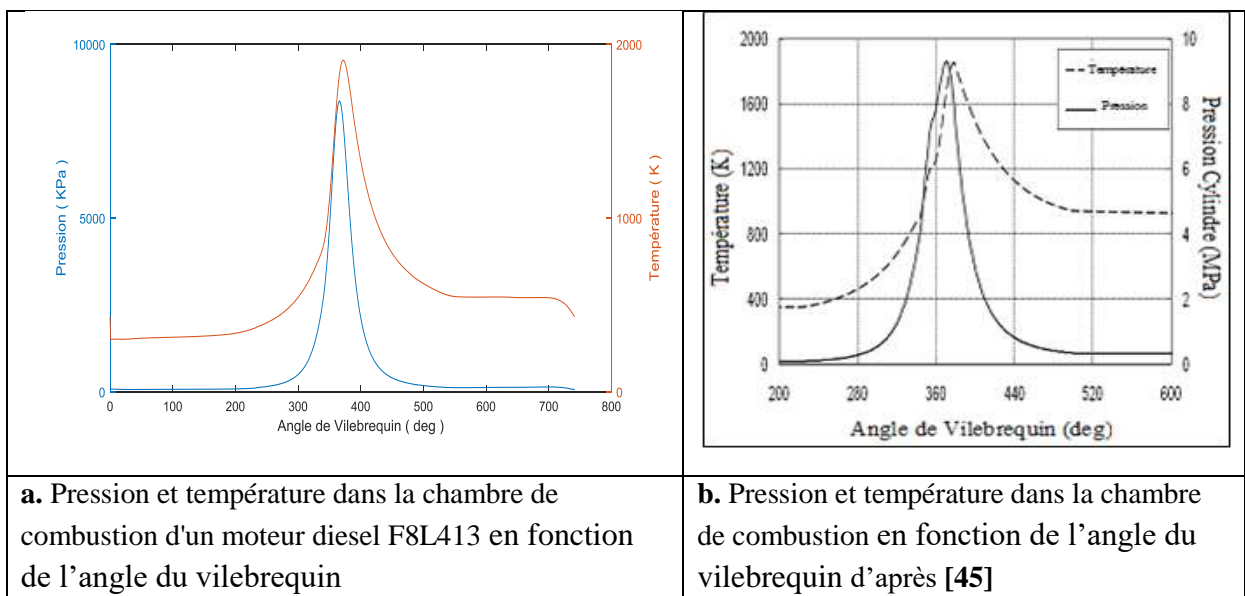 10000
5000
0
Pression ( KPa )
2000
1000
0
Température ( K )
0 100 200 300 400 500 600 700 800
Angle de Vilebrequin ( deg )
2000
1600
1200
800
400
0
Température (K)
10
8
6
4
2
0
Pression Cylindre (MPa)
Température
Pression
200 280 360 440 520 600
Angle de Vilebrequin (deg)
a. Pression et température dans la chambre de
combustion d'un moteur diesel F8L413 en fonction
de l’angle du vilebrequin
b. Pression et température dans la chambre
de combustion en fonction de l’angle du
vilebrequin d’après [45]